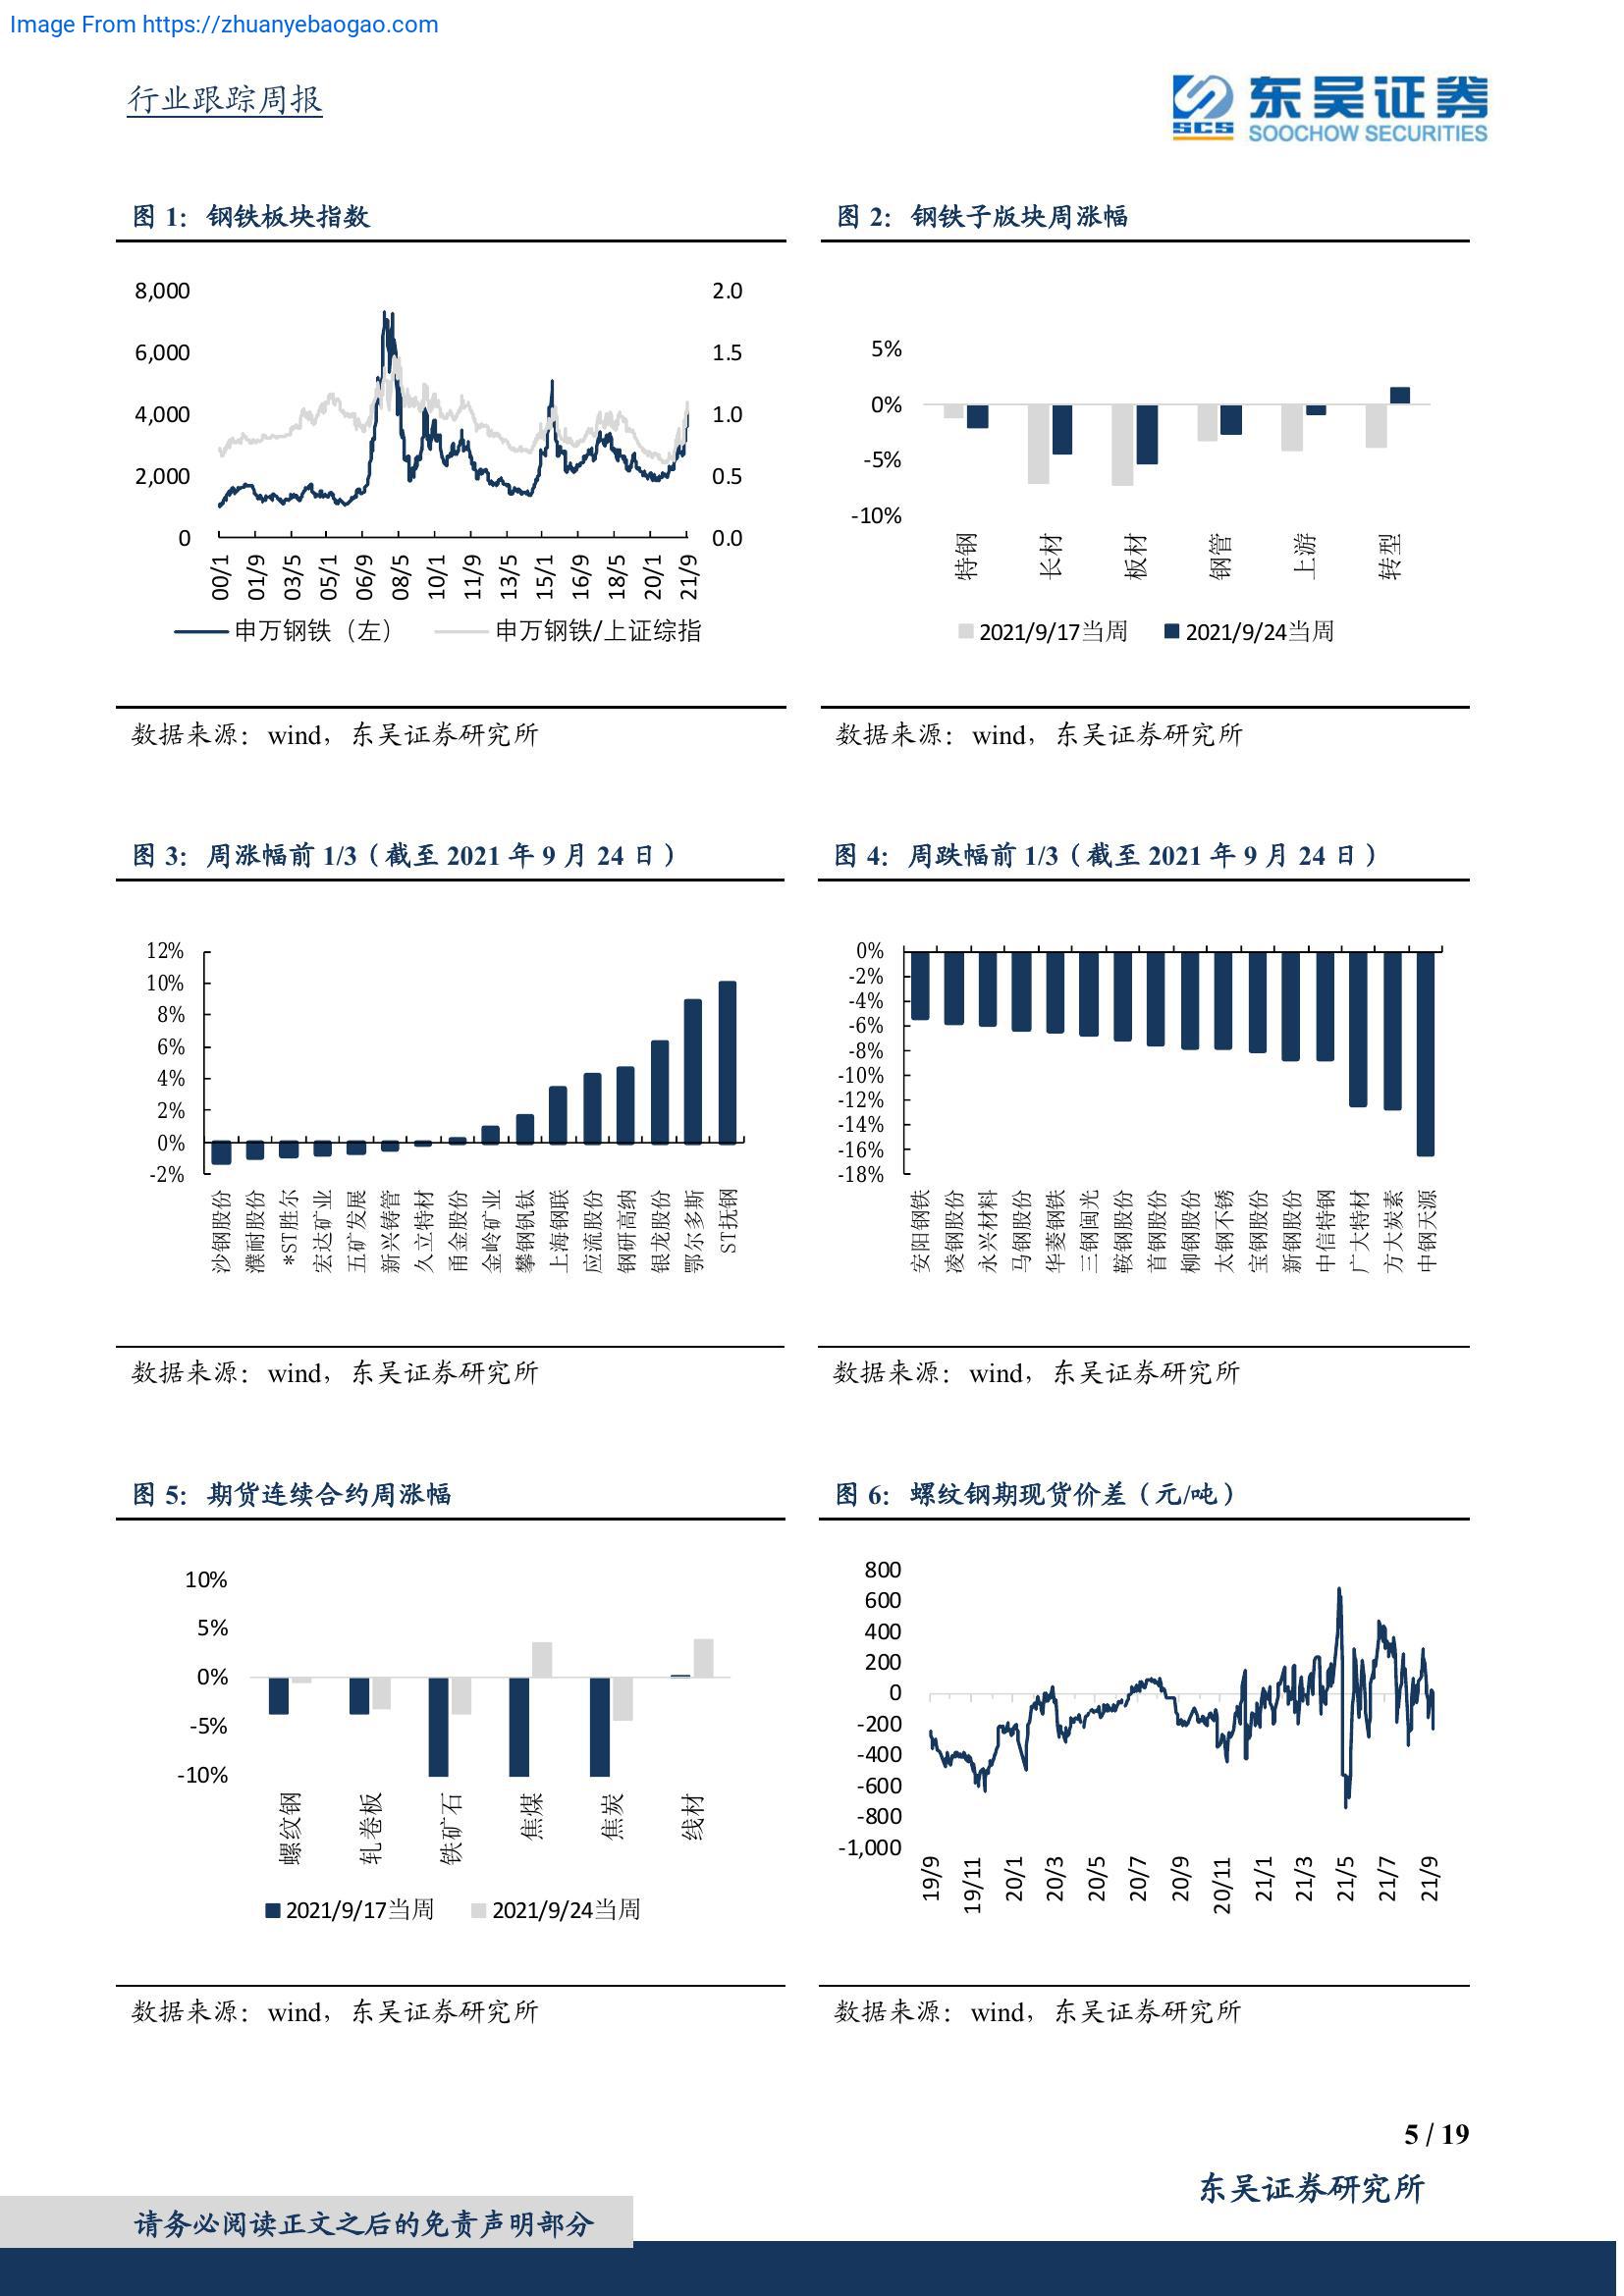 Image From https://zhuanyebaogao.com
行业跟踪周报
SCS 东吴证券
SOOCHOW SECURITIES
图 1：钢铁板块指数
8,000
6,000
4,000
2,000
0
2.0
1.5
1.0
0.5
0.0
00/1 01/9 03/5 05/1 06/9 08/5 10/1 11/9 13/5 15/1 16/9 18/5 20/1 21/9
申万钢铁（左） 申万钢铁/上证综指
数据来源：wind，东吴证券研究所
图 2：钢铁子版块周涨幅
5%
0%
-5%
-10%
特钢 长材 板材 钢管 上游 转型
2021/9/17当周 2021/9/24当周
数据来源：wind，东吴证券研究所
图 3：周涨幅前 1/3（截至 2021 年 9 月 24 日）
12%
10%
8%
6%
4%
2%
0%
-2%
沙钢股份 濮耐股份 *ST胜尔 宏达矿业 五矿发展 新兴铸管 久立特材 甬金股份 金岭矿业 攀钢钒钛 上海钢联 应流股份 钢研高纳 银龙股份 鄂尔多斯 ST抚钢
数据来源：wind，东吴证券研究所
图 4：周跌幅前 1/3（截至 2021 年 9 月 24 日）
0%
-2%
-4%
-6%
-8%
-10%
-12%
-14%
-16%
-18%
安阳钢铁 凌钢股份 永兴材料 马钢股份 华菱钢铁 三钢闽光 鞍钢股份 首钢股份 柳钢股份 太钢不锈 宝钢股份 新钢股份 中信特钢 广大特材 方大炭素 中钢天源
数据来源：wind，东吴证券研究所
图 5：期货连续合约周涨幅
10%
5%
0%
-5%
-10%
螺纹钢 轧卷板 铁矿石 焦煤 焦炭 线材
2021/9/17当周 2021/9/24当周
数据来源：wind，东吴证券研究所
图 6：螺纹钢期现货价差（元/吨）
800
600
400
200
0
-200
-400
-600
-800
-1,000
19/9 19/11 20/1 20/3 20/5 20/7 20/9 20/11 21/1 21/3 21/5 21/7 21/9
数据来源：wind，东吴证券研究所
5 / 19
东吴证券研究所
请务必阅读正文之后的免责声明部分